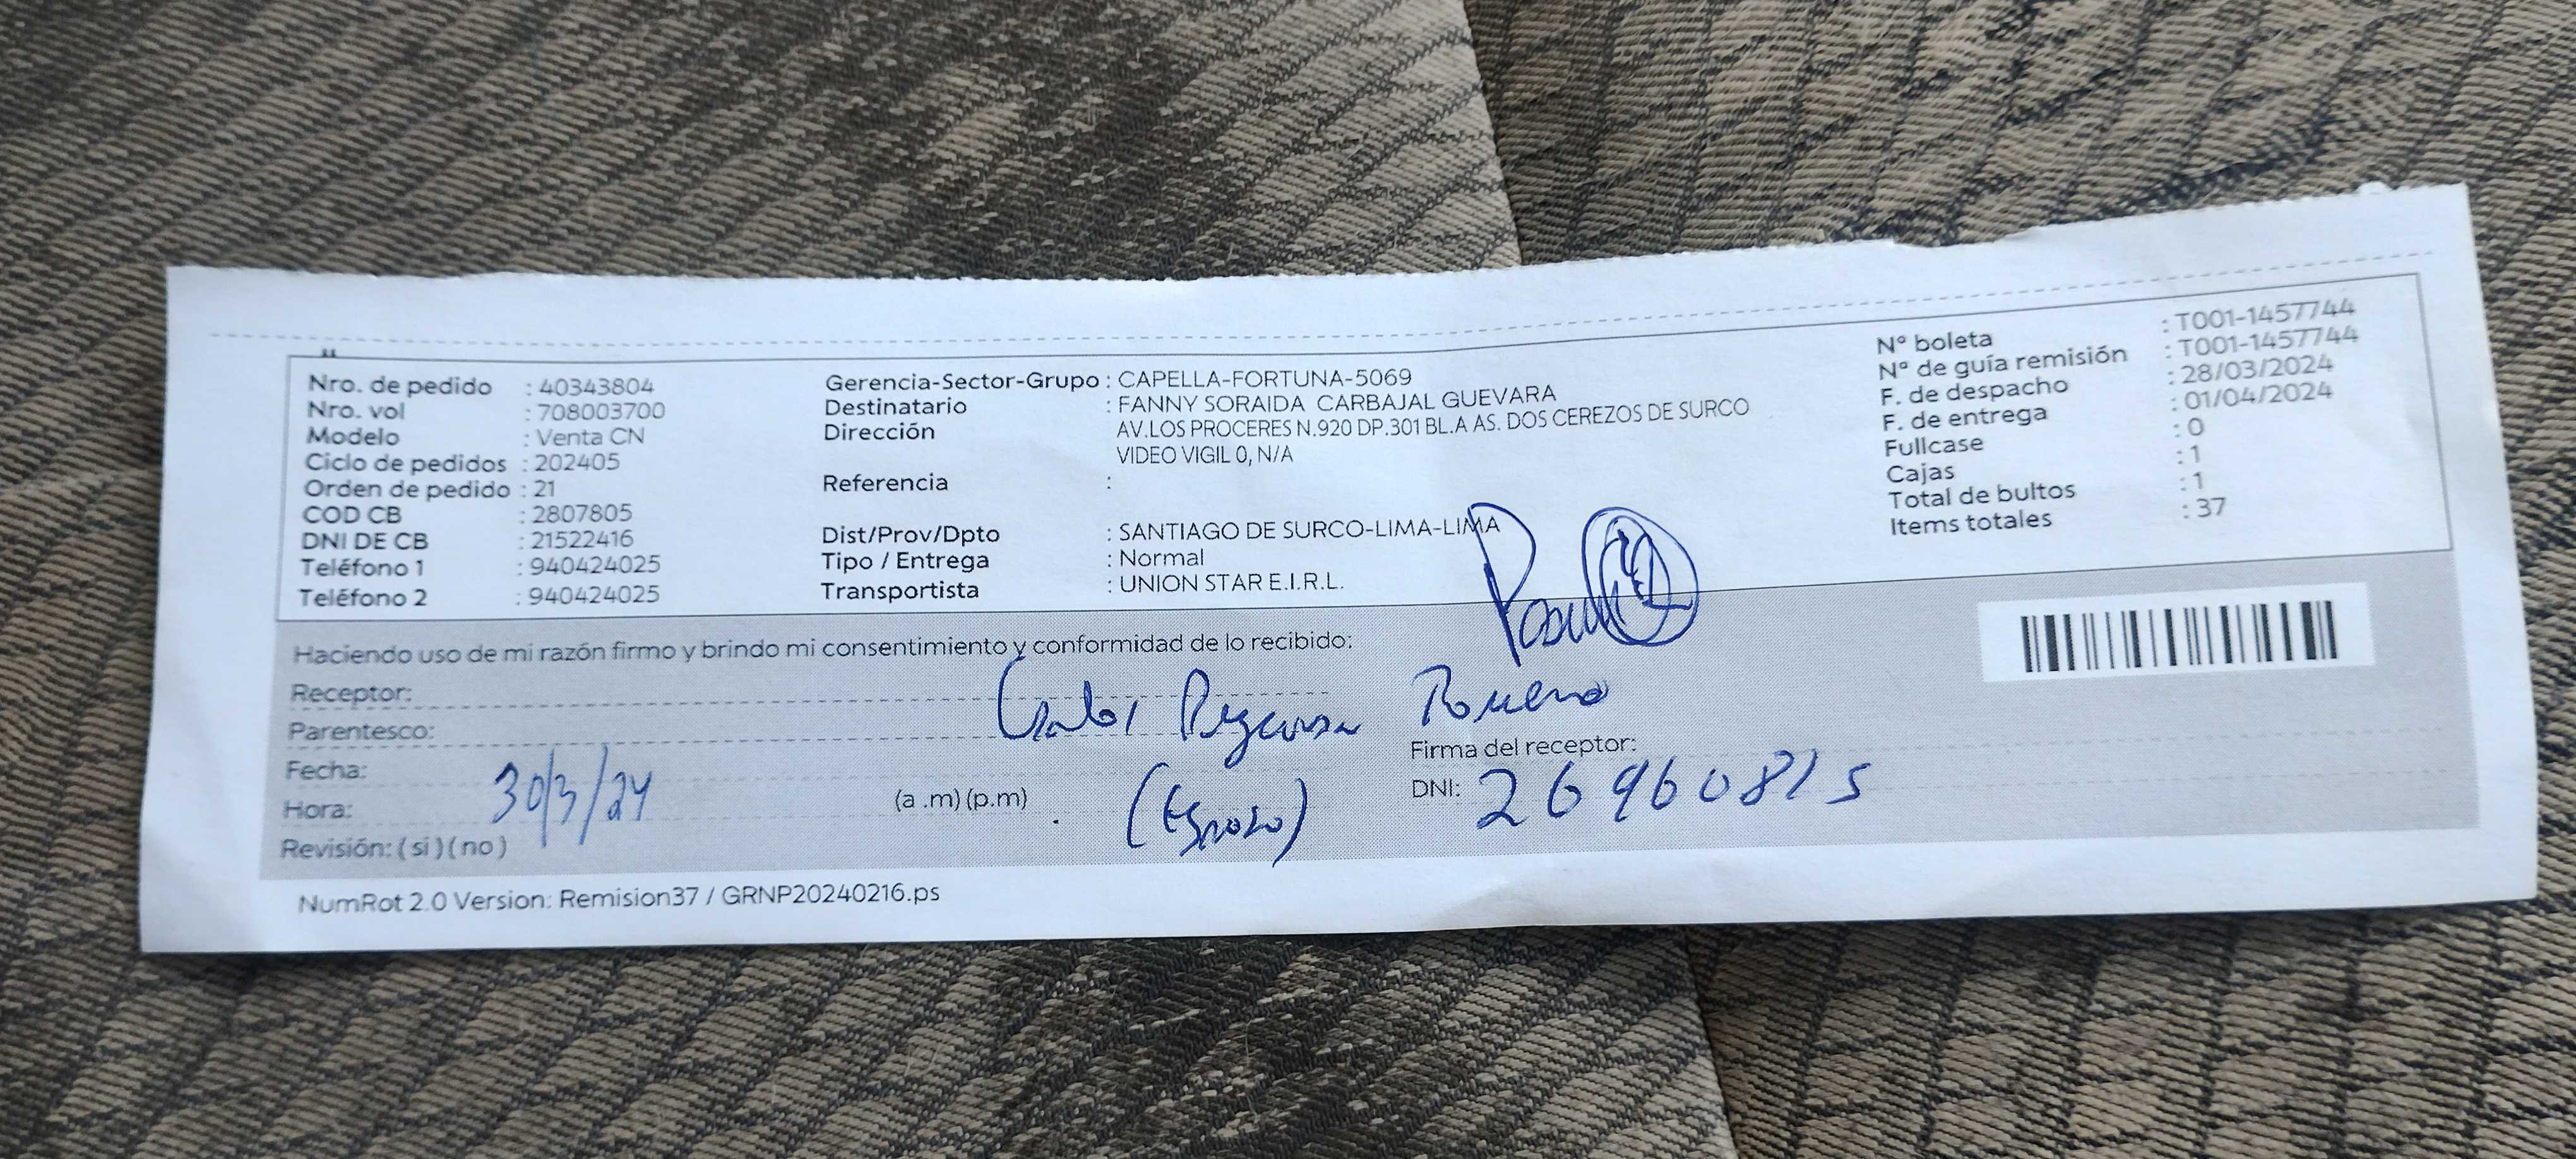 Nro. de pedido : 40343804
Nro. vol : 708003700
Modelo : Venta CN
Ciclo de pedidos : 202405
Orden de pedido : 21
COD CB : 2807805
DNI DE CB : 21522416
Teléfono 1 : 940424025
Teléfono 2 : 940424025
Gerencia-Sector-Grupo : CAPELLA-FORTUNA-5069
Destinatario : FANNY SORAIDA CARBAJAL GUEVARA
Dirección AV.LOS PROCERES N.920 DP.301 BL.A AS. DOS CEREZOS DE SURCO
VIDEO VIGIL 0, N/A
Referencia :
Dist/Prov/Dpto : SANTIAGO DE SURCO-LIMA-LIMA
Tipo / Entrega : Normal
Transportista : UNION STAR E.I.R.L.
N° boleta : T001-1457744
N° de guía remisión : T001-1457744
F. de despacho : 28/03/2024
F. de entrega : 01/04/2024
Fullcase : 0
Cajas : 1
Total de bultos : 1
Items totales : 37
Haciendo uso de mi razón firmo y brindo mi consentimiento y conformidad de lo recibido:
Receptor: Carlos
Parentesco: (Esposo)
Fecha: 30/3/24
Hora: (a .m) (p.m)
Revisión: ( si ) ( no )
Firma del receptor:
DNI: 26960815
NumRot 2.0 Version: Remision37 / GRNP20240216.ps